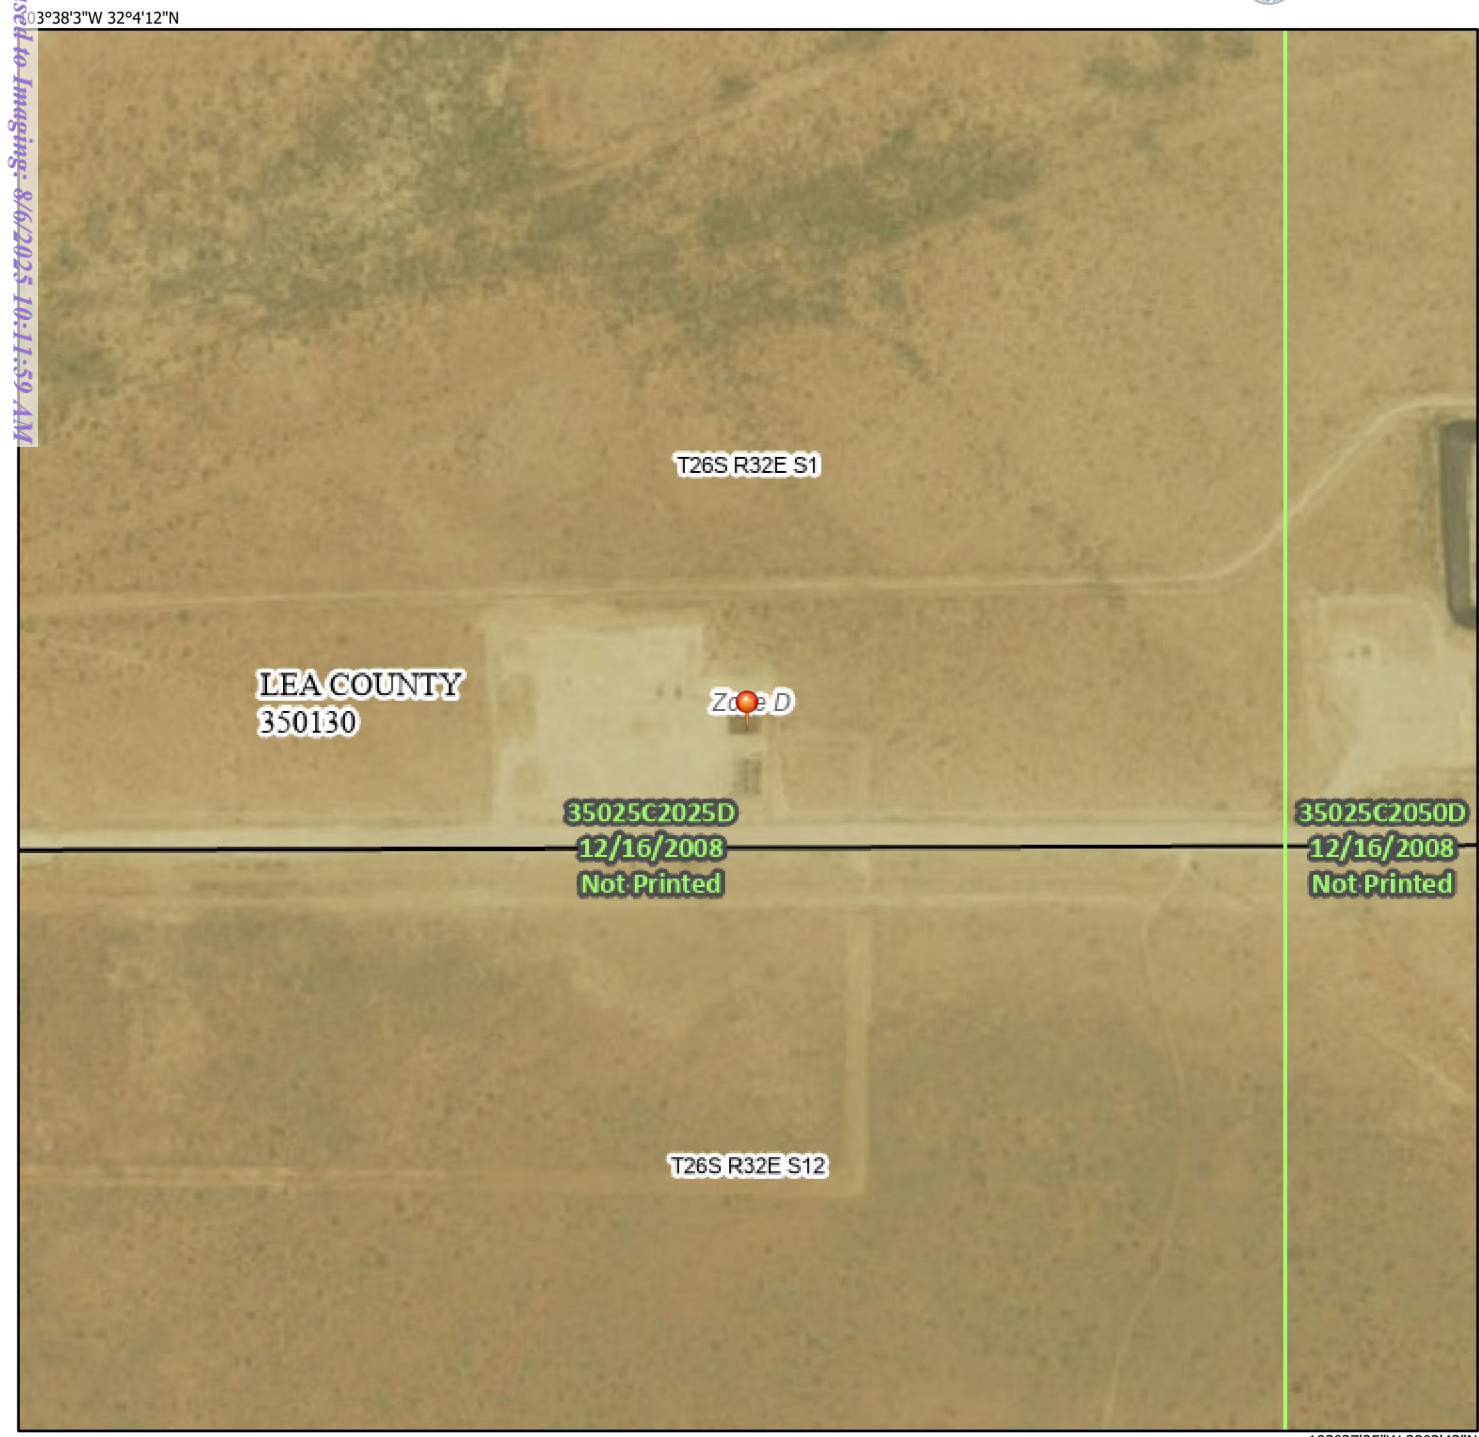 03°38'3"W 32°4'12"N
sed to Imaging: 8/6/2025 10:11:59 AM
T26S R32E S1
LEA COUNTY
350130
Zone D
35025C2025D
12/16/2008
Not Printed
35025C2050D
12/16/2008
Not Printed
T26S R32E S12